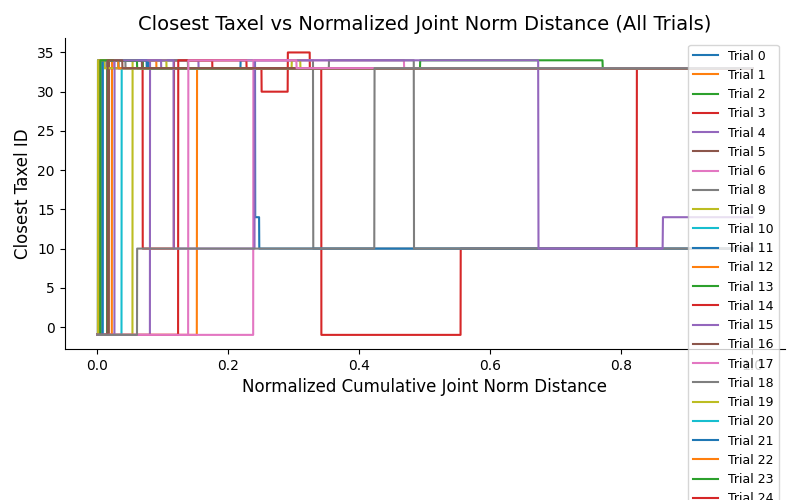 Closest Taxel vs Normalized Joint Norm Distance (All Trials)
Closest Taxel ID
35
30
25
20
15
10
5
0
0.0
0.2
0.4
0.6
0.8
Normalized Cumulative Joint Norm Distance
Trial 0
Trial 1
Trial 2
Trial 3
Trial 4
Trial 5
Trial 6
Trial 8
Trial 9
Trial 10
Trial 11
Trial 12
Trial 13
Trial 14
Trial 15
Trial 16
Trial 17
Trial 18
Trial 19
Trial 20
Trial 21
Trial 22
Trial 23
Trial 24